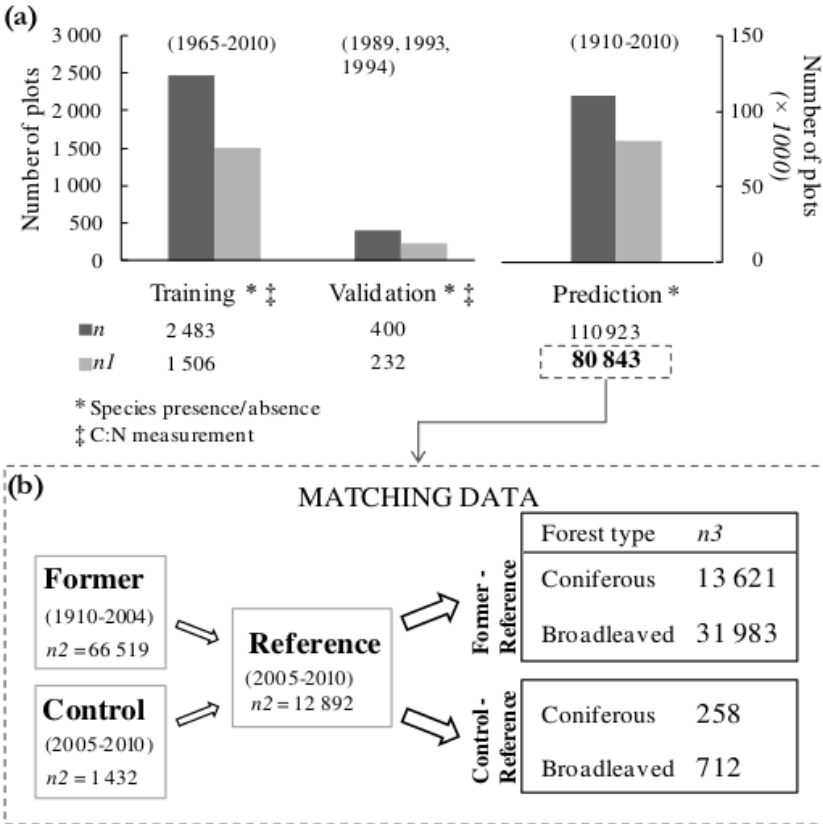 (a)
3 000
2 500
2 000
1 500
1 000
500
0
Number of plots
(1965-2010)
(1989, 1993,
1994)
(1910-2010)
150
100
50
0
Number of plots
(× 1000)
Training * ‡
Validation * ‡
Prediction *
n 2 483 400 110 923
n1 1 506 232 80 843
* Species presence/absence
‡ C:N measurement
(b)
MATCHING DATA
Former
(1910-2004)
n2 = 66 519
Control
(2005-2010)
n2 = 1 432
Reference
(2005-2010)
n2 = 12 892
Former -
Reference
Forest type n3
Coniferous 13 621
Broadleaved 31 983
Control -
Reference
Coniferous 258
Broadleaved 712